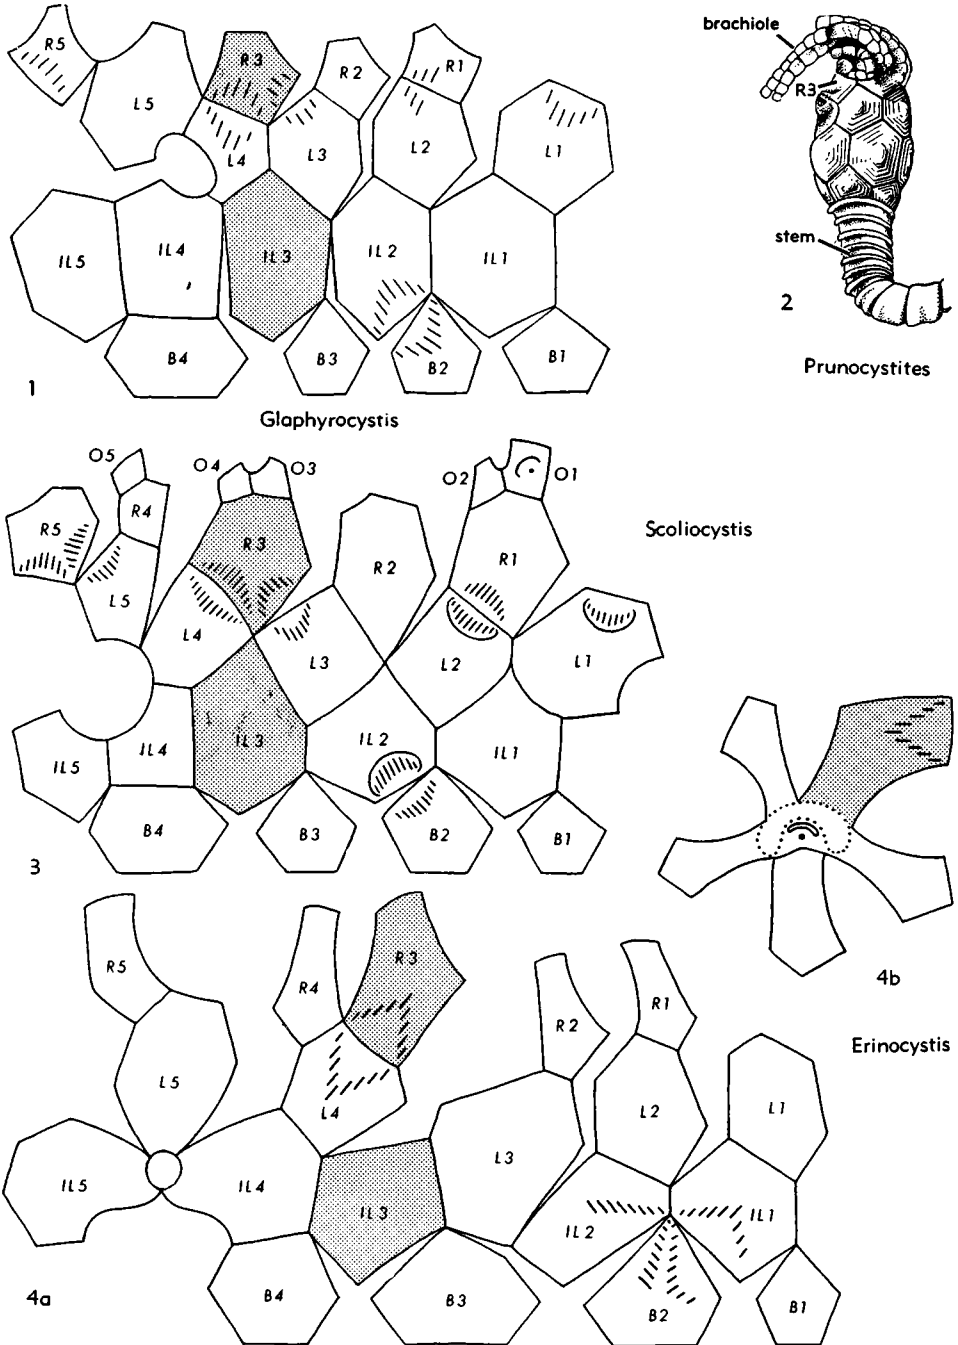 R5
L5
R3
R2
R1
L4
L3
L2
L1
IL5
IL4
IL3
IL2
IL1
B4
B3
B2
B1
1
Glaphyrocystis
brachiole
R3
stem
2
Prunocystites
O5
O4
O3
O2
O1
R5
R4
R3
R2
R1
L5
L4
L3
L2
L1
IL5
IL4
IL3
IL2
IL1
B4
B3
B2
B1
3
Scoliocystis
4b
R5
R4
R3
R2
R1
L5
L4
L3
L2
L1
IL5
IL4
IL3
IL2
IL1
B4
B3
B2
B1
4a
Erinocystis